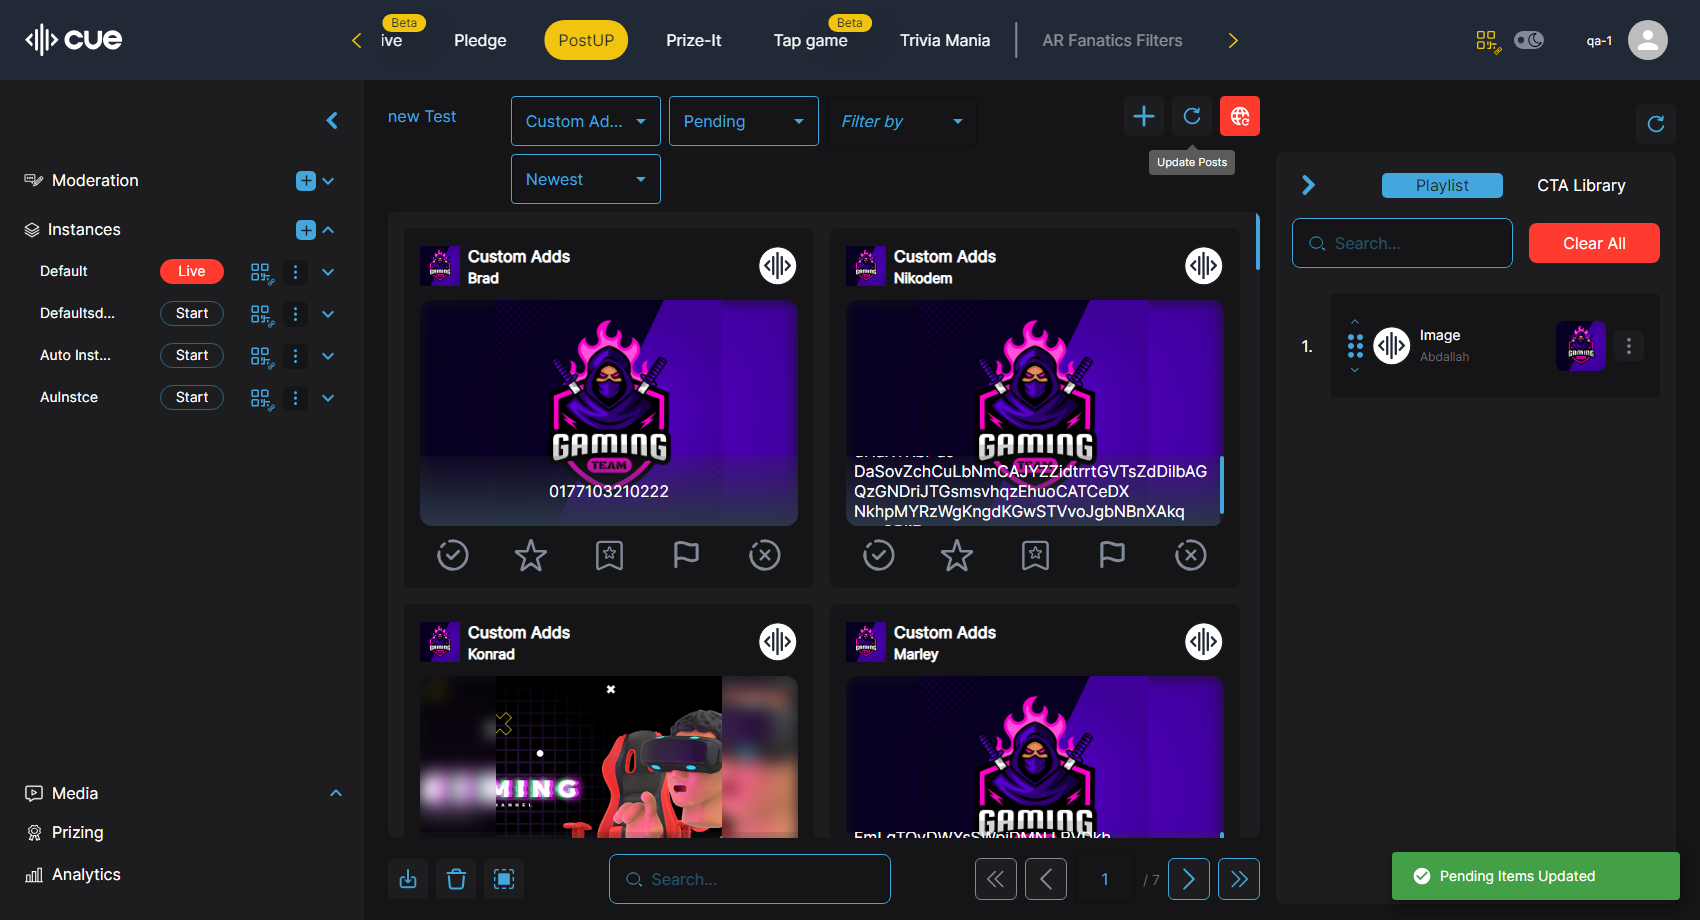 cue
ive
Beta
Pledge
PostUP
Prize-It
Tap game
Beta
Trivia Mania
AR Fanatics Filters
qa-1
Moderation
Instances
Default
Live
Defaultsd...
Start
Auto Inst...
Start
AuInstce
Start
Media
Prizing
Analytics
new Test
Custom Ad...
Pending
Filter by
Newest
Update Posts
Custom Adds
Brad
GAMING
TEAM
0177103210222
Custom Adds
Nikodem
GAMING
DaSovZchCuLbNmCAJYZZidtrrtGVTsZdDilbAG
QzGNDriJTGsmsvhqzEhuoCATCeDX
NkhpMYRzWgKngdKGwSTVvoJgbNBnXAkq
Custom Adds
Konrad
MING
Custom Adds
Marley
GAMING
Search...
1
/ 7
Playlist
CTA Library
Search...
Clear All
1.
Image
Abdallah
GAMING
Pending Items Updated